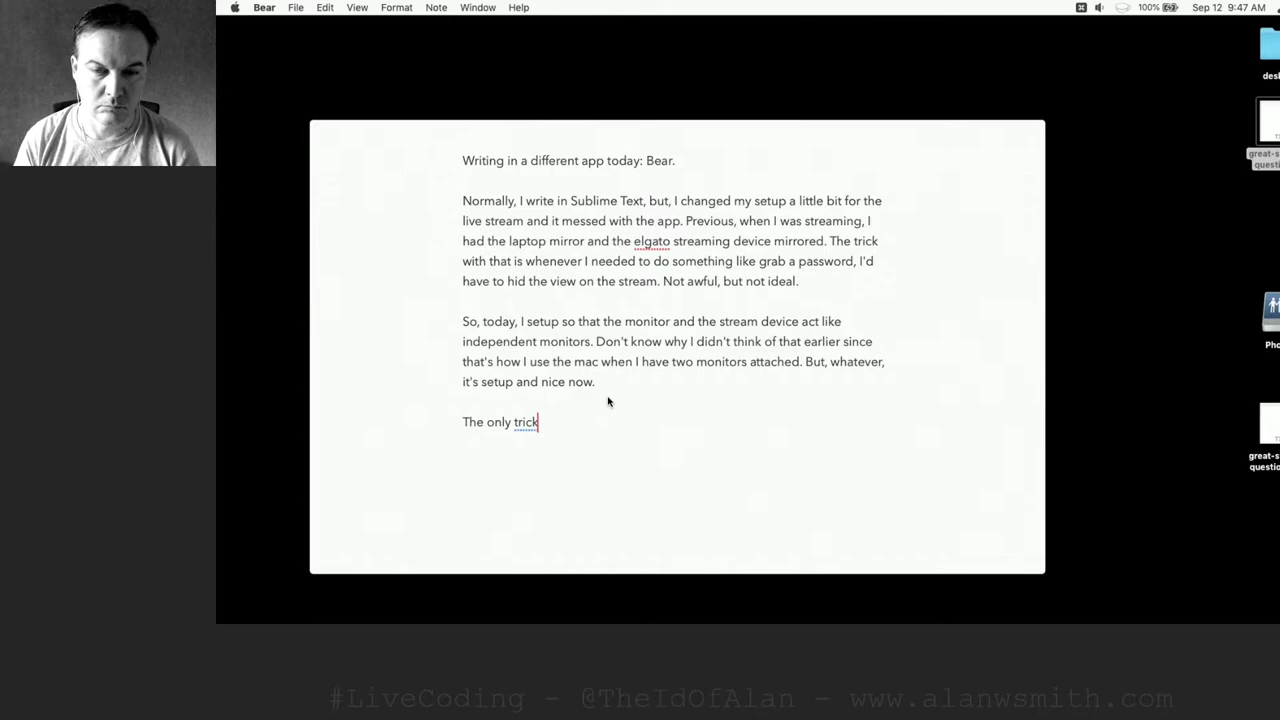 Bear File Edit View Format Note Window Help 100% Sep 12 9:47 AM
Writing in a different app today: Bear.
Normally, I write in Sublime Text, but, I changed my setup a little bit for the
live stream and it messed with the app. Previous, when I was streaming, I
had the laptop mirror and the elgato streaming device mirrored. The trick
with that is whenever I needed to do something like grab a password, I'd
have to hid the view on the stream. Not awful, but not ideal.
So, today, I setup so that the monitor and the stream device act like
independent monitors. Don't know why I didn't think of that earlier since
that's how I use the mac when I have two monitors attached. But, whatever,
it's setup and nice now.
The only trick
desk
great-s
questio
Pho
great-s
questio
#LiveCoding - @TheIdOfAlan - www.alanwsmith.com